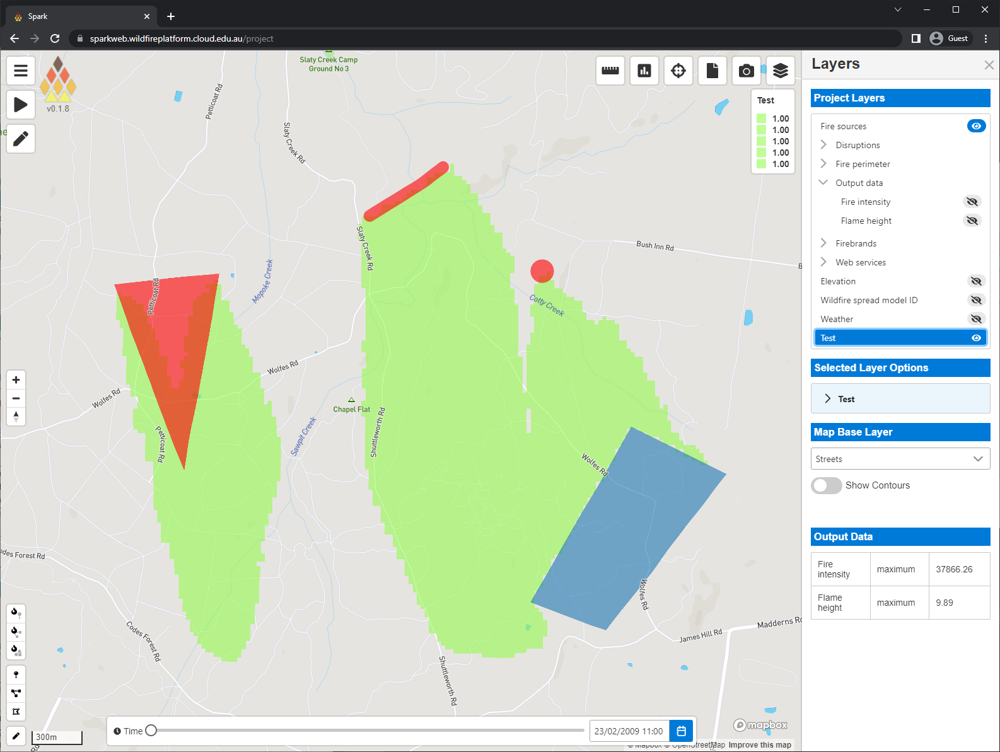 Spark
sparkweb.wildfireplatform.cloud.edu.au/project
Guest
v0.1.8
Slaty Creek Camp
Ground No 3
Petticoat Rd
Slaty Creek Rd
Test
1.00
1.00
1.00
1.00
1.00
Slaty Creek Rd
Bush Inn Rd
Mopoke Creek
Petticoat Rd
Cotty Creek
Wolfes Rd
Wolfes Rd
Chapel Flat
Petticoat Rd
Sawpit Creek
Shuttleworth Rd
Wolfes Rd
odes Forest Rd
Wolfes Rd
Codes Forest Rd
James Hill Rd
Madderns Rd
Shuttleworth Rd
300m
Time
23/02/2009 11:00
mapbox
© Mapbox © OpenStreetMap Improve this map
Layers
Project Layers
Fire sources
Disruptions
Fire perimeter
Output data
Fire intensity
Flame height
Firebrands
Web services
Elevation
Wildfire spread model ID
Weather
Test
Selected Layer Options
Test
Map Base Layer
Streets
Show Contours
Output Data
Fire intensity maximum 37866.26
Flame height maximum 9.89